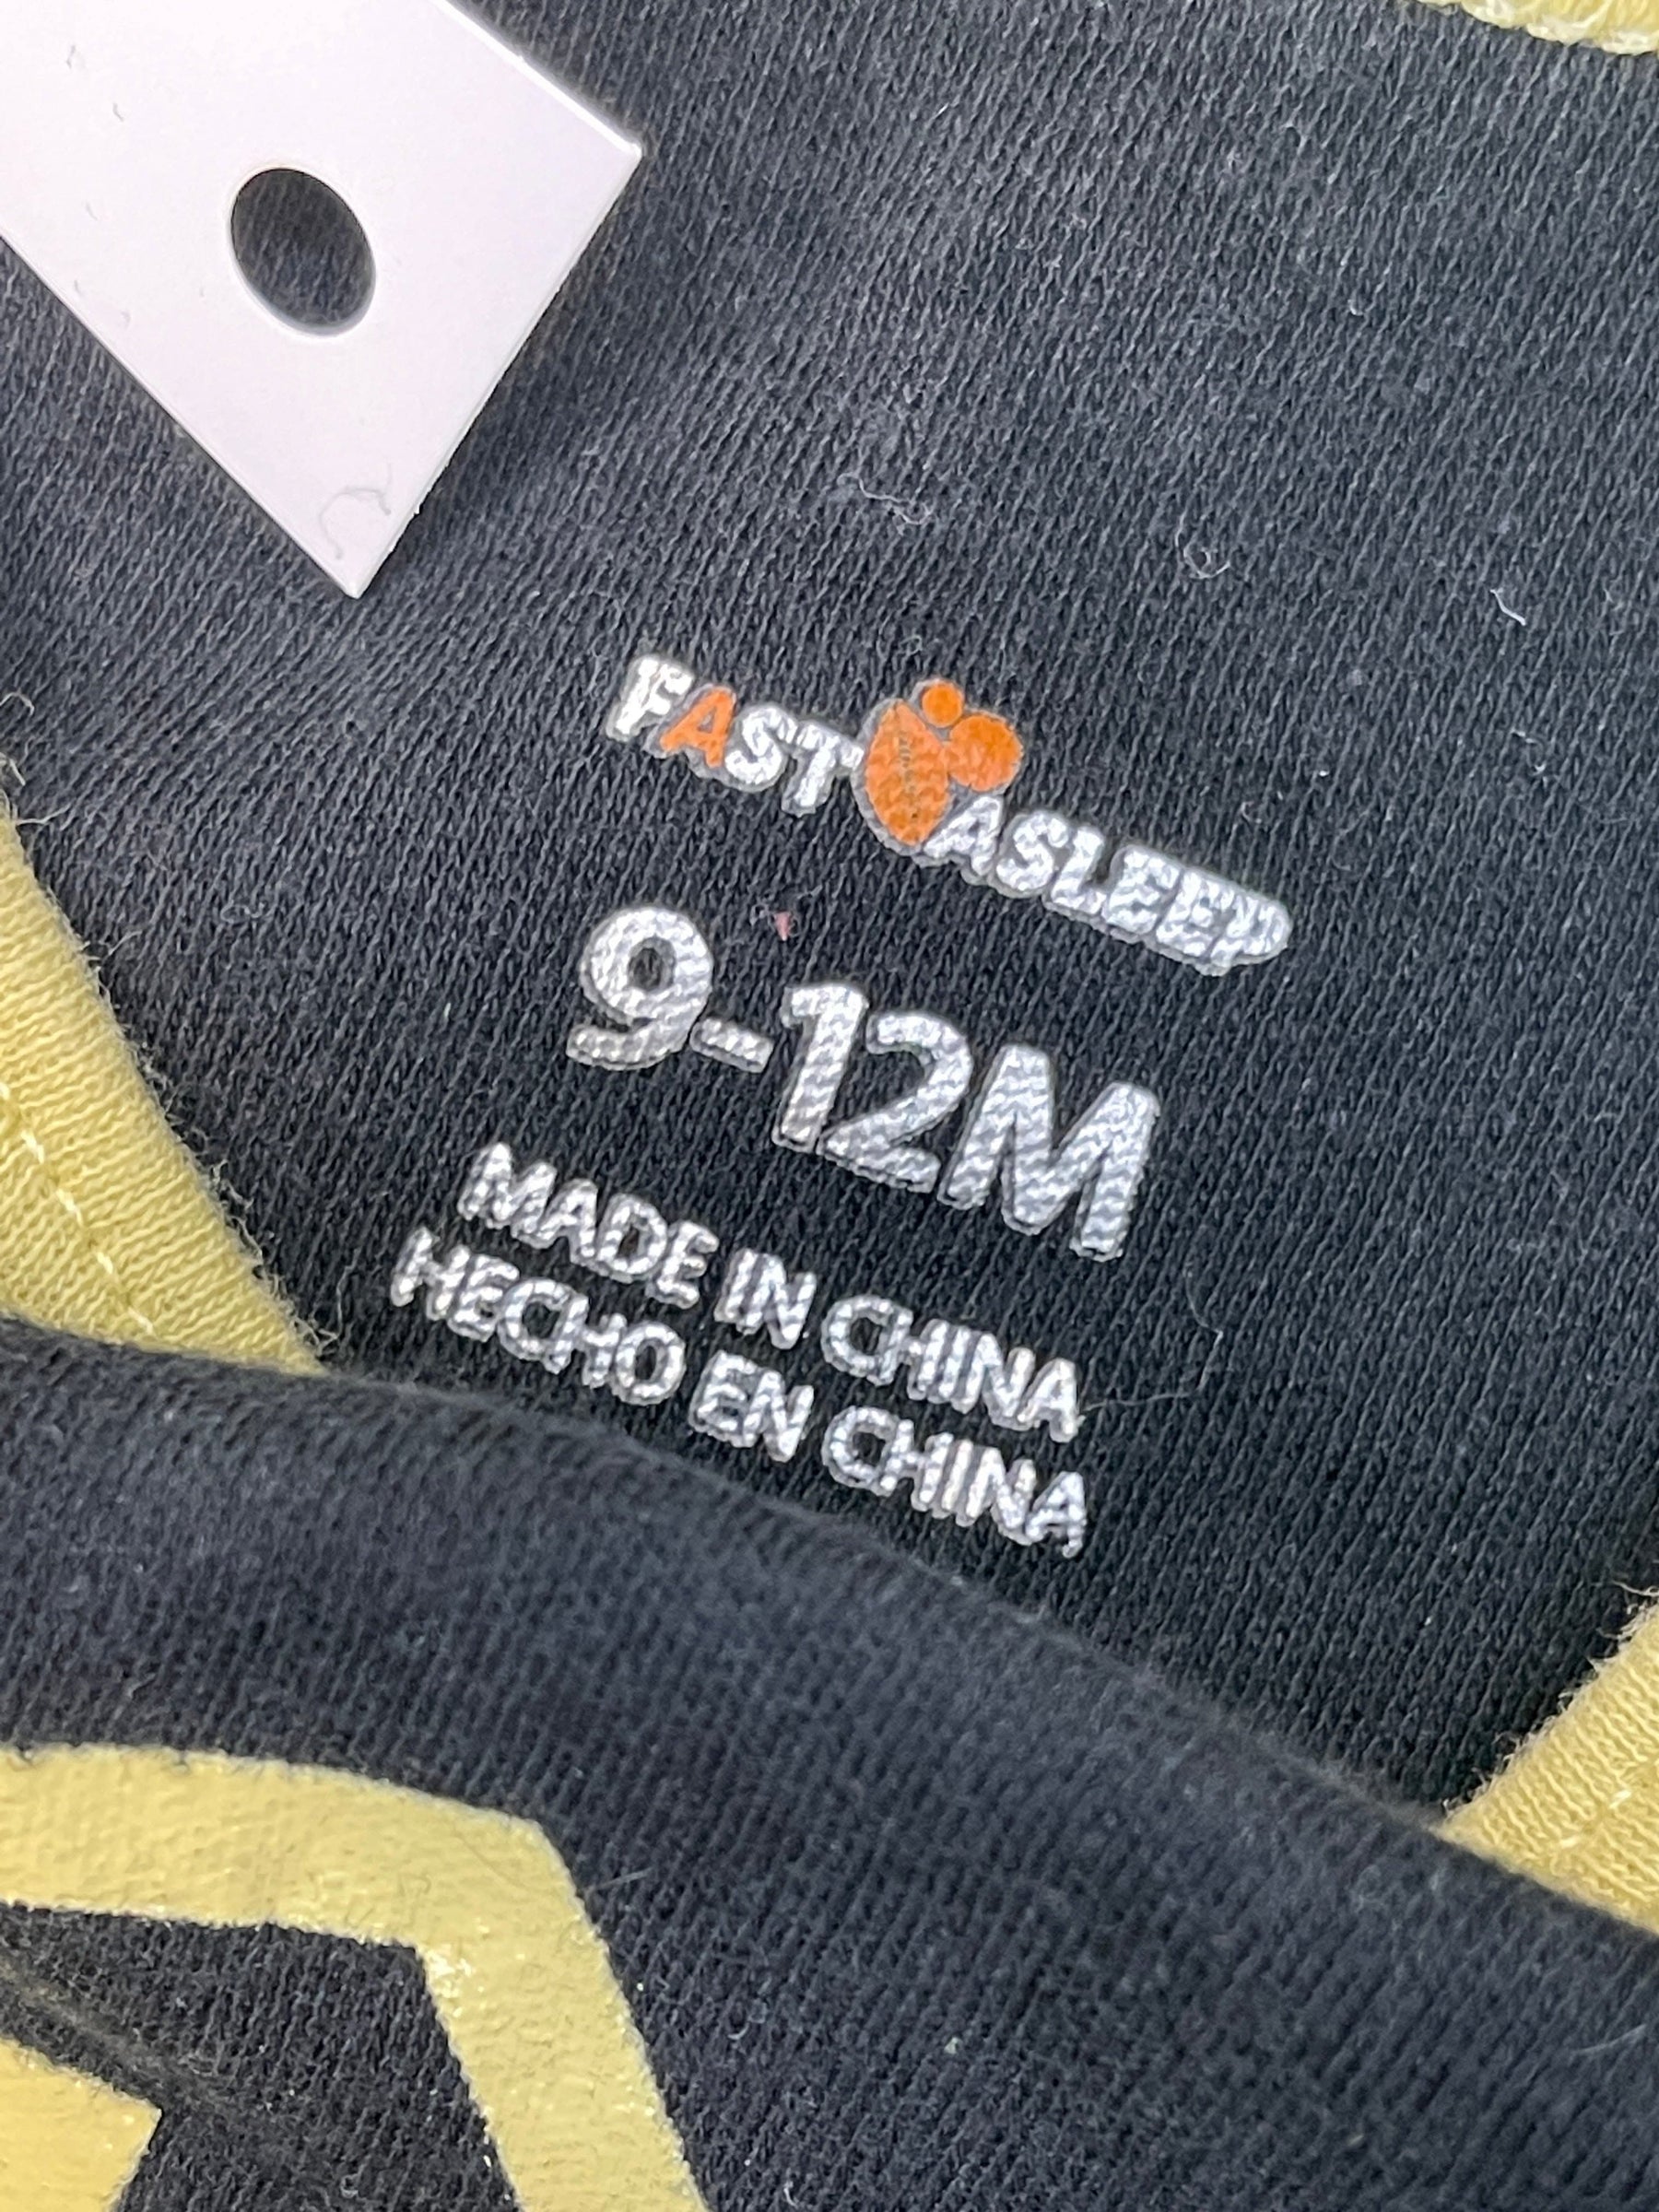 FAST ASLEEP
9-12M
MADE IN CHINA
HECHO EN CHINA